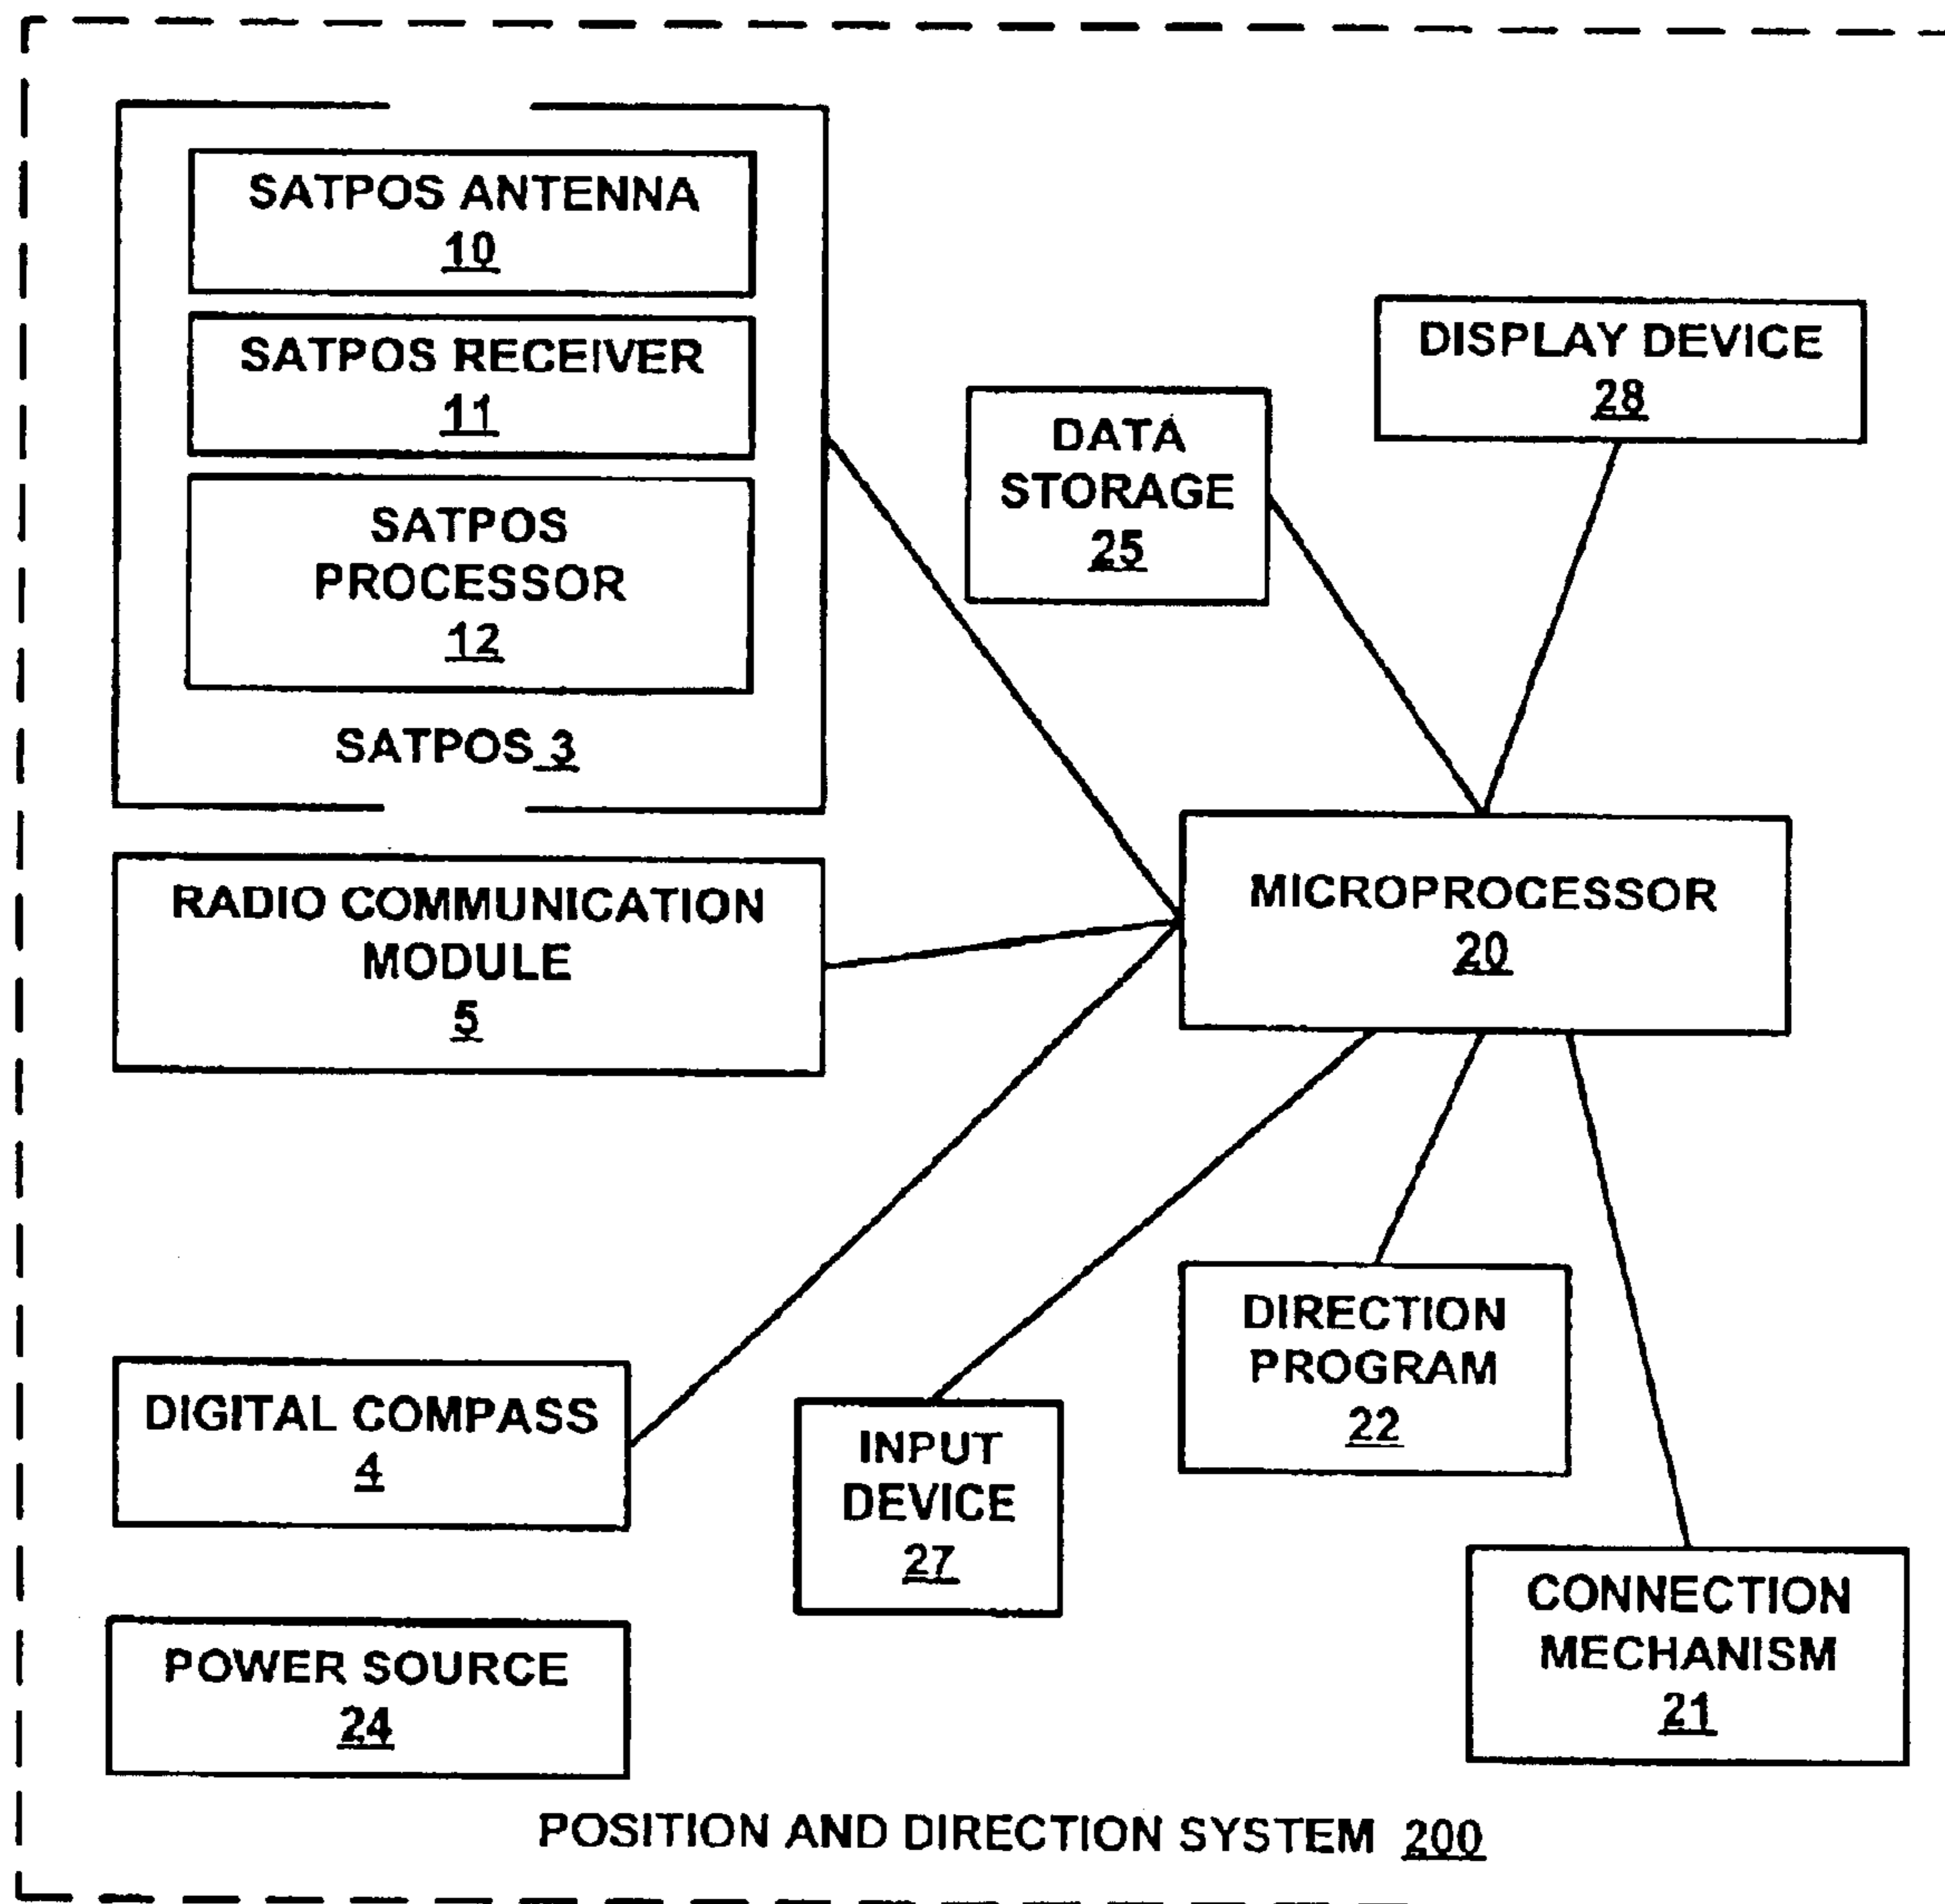 SATPOS ANTENNA
10
SATPOS RECEIVER
11
SATPOS
PROCESSOR
12
SATPOS 3
DATA
STORAGE
25
DISPLAY DEVICE
28
RADIO COMMUNICATION
MODULE
5
MICROPROCESSOR
20
DIGITAL COMPASS
4
INPUT
DEVICE
27
DIRECTION
PROGRAM
22
CONNECTION
MECHANISM
21
POWER SOURCE
24
POSITION AND DIRECTION SYSTEM 200